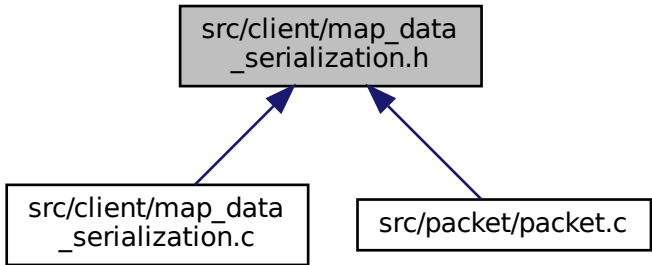 src/client/map_data
_serialization.h
src/client/map_data
_serialization.c
src/packet/packet.c